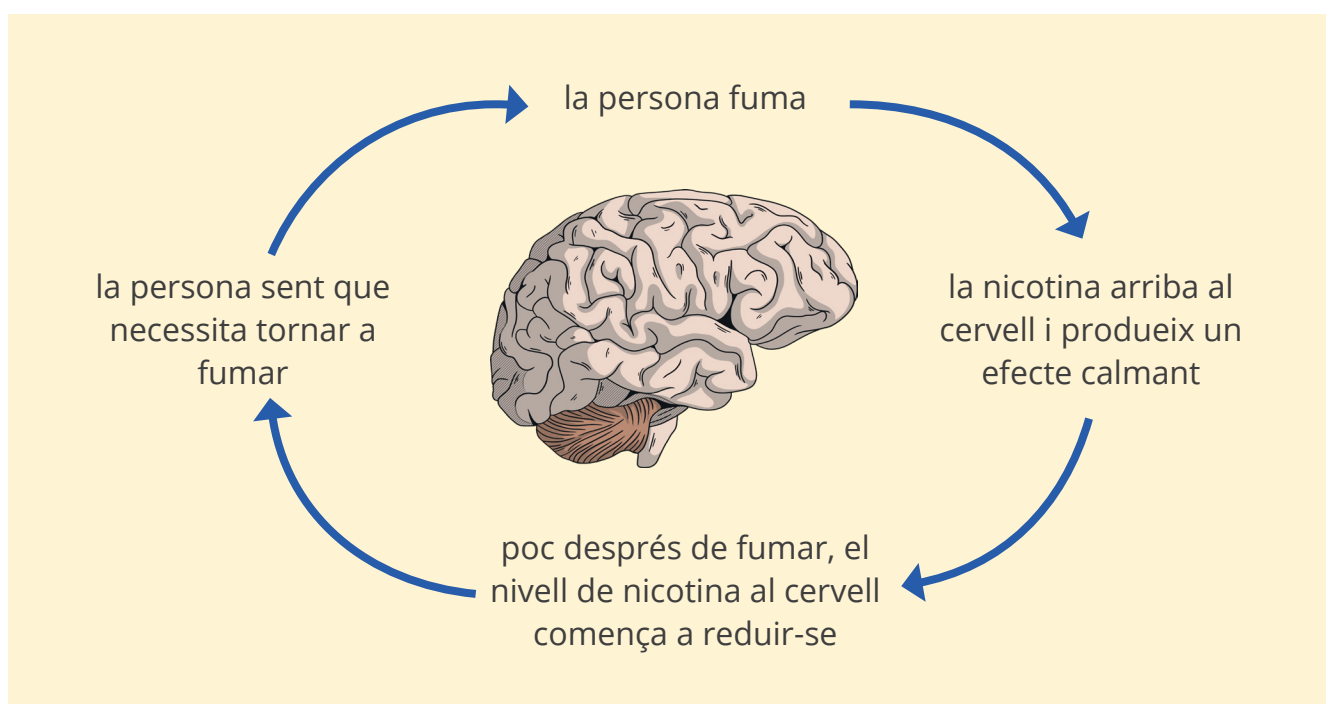 la persona fuma
la nicotina arriba al
cervell i produeix un
efecte calmant
poc després de fumar, el
nivell de nicotina al cervell
comença a reduir-se
la persona sent que
necessita tornar a
fumar